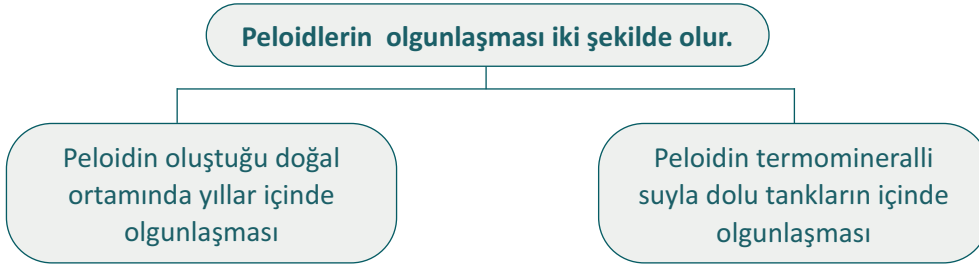 Peloidlerin olgunlaşması iki şekilde olur.
Peloidin oluştuğu doğal
ortamında yıllar içinde
olgunlaşması
Peloidin termomineralli
suyla dolu tankların içinde
olgunlaşması